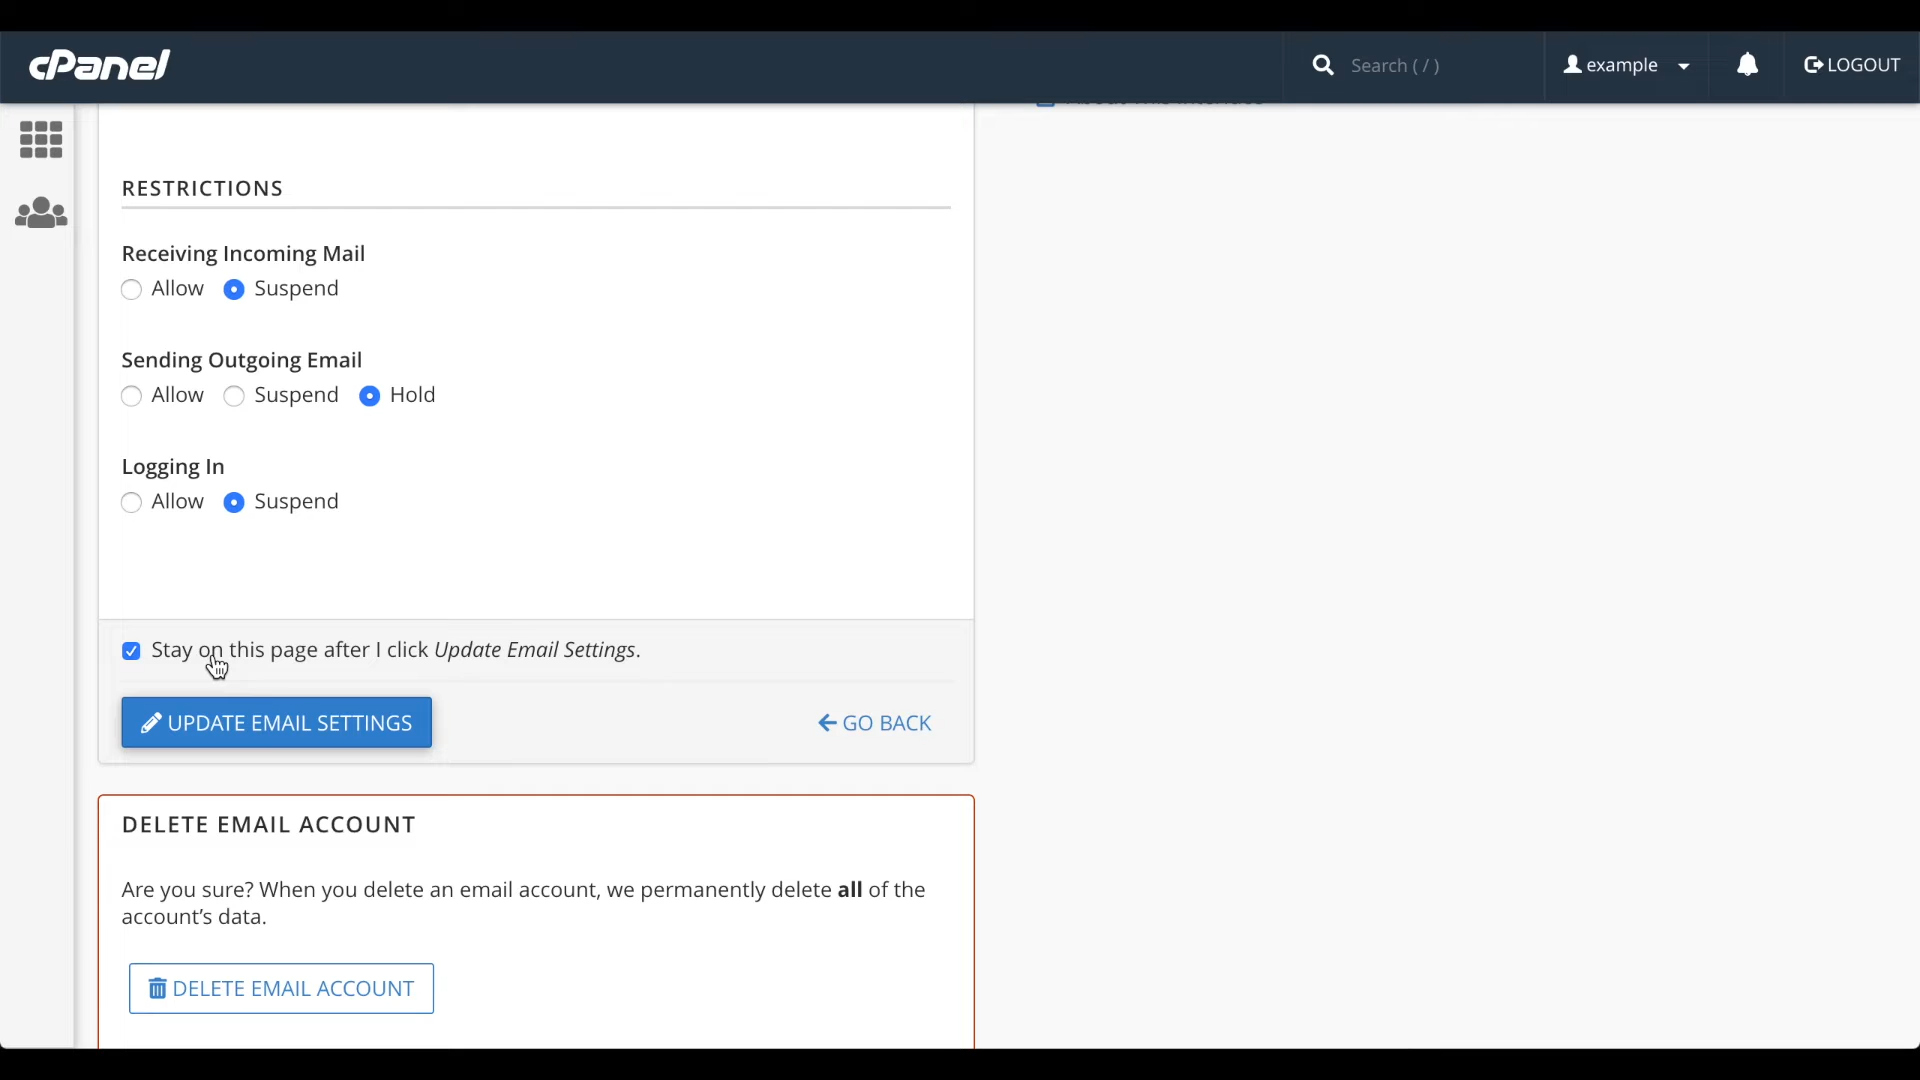 cPanel
Search ( / )
example
LOGOUT
RESTRICTIONS
Receiving Incoming Mail
Allow Suspend
Sending Outgoing Email
Allow Suspend Hold
Logging In
Allow Suspend
Stay on this page after I click Update Email Settings.
UPDATE EMAIL SETTINGS
GO BACK
DELETE EMAIL ACCOUNT
Are you sure? When you delete an email account, we permanently delete all of the
account's data.
DELETE EMAIL ACCOUNT